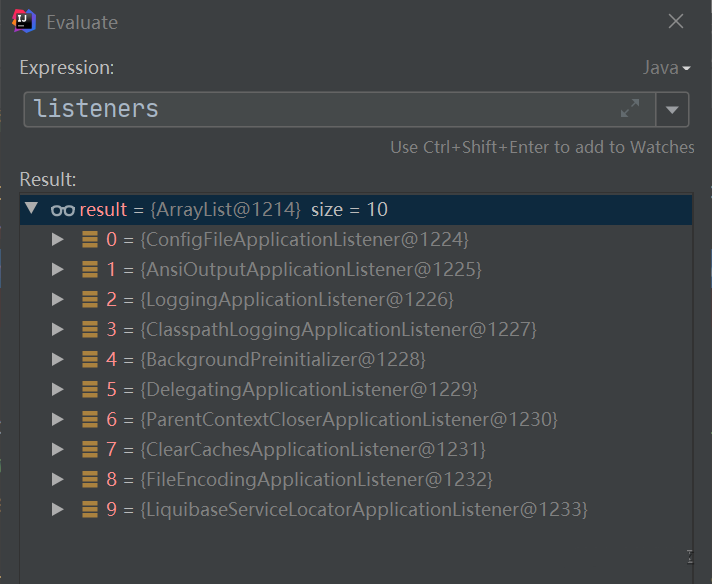 IJ Evaluate
Expression: Java
listeners
Use Ctrl+Shift+Enter to add to Watches
Result:
result = {ArrayList@1214} size = 10
0 = {ConfigFileApplicationListener@1224}
1 = {AnsiOutputApplicationListener@1225}
2 = {LoggingApplicationListener@1226}
3 = {ClasspathLoggingApplicationListener@1227}
4 = {BackgroundPreinitializer@1228}
5 = {DelegatingApplicationListener@1229}
6 = {ParentContextCloserApplicationListener@1230}
7 = {ClearCachesApplicationListener@1231}
8 = {FileEncodingApplicationListener@1232}
9 = {LiquibaseServiceLocatorApplicationListener@1233}